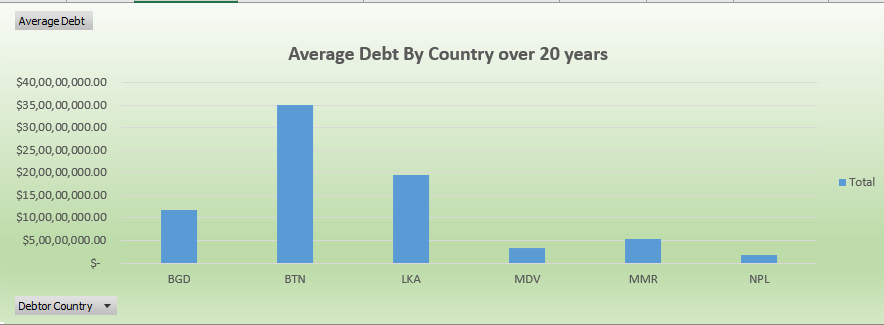 Average Debt
Average Debt By Country over 20 years
$40,00,00,000.00
$35,00,00,000.00
$30,00,00,000.00
$25,00,00,000.00
$20,00,00,000.00
$15,00,00,000.00
$10,00,00,000.00
$5,00,00,000.00
$-
BGD BTN LKA MDV MMR NPL
Total
Debtor Country